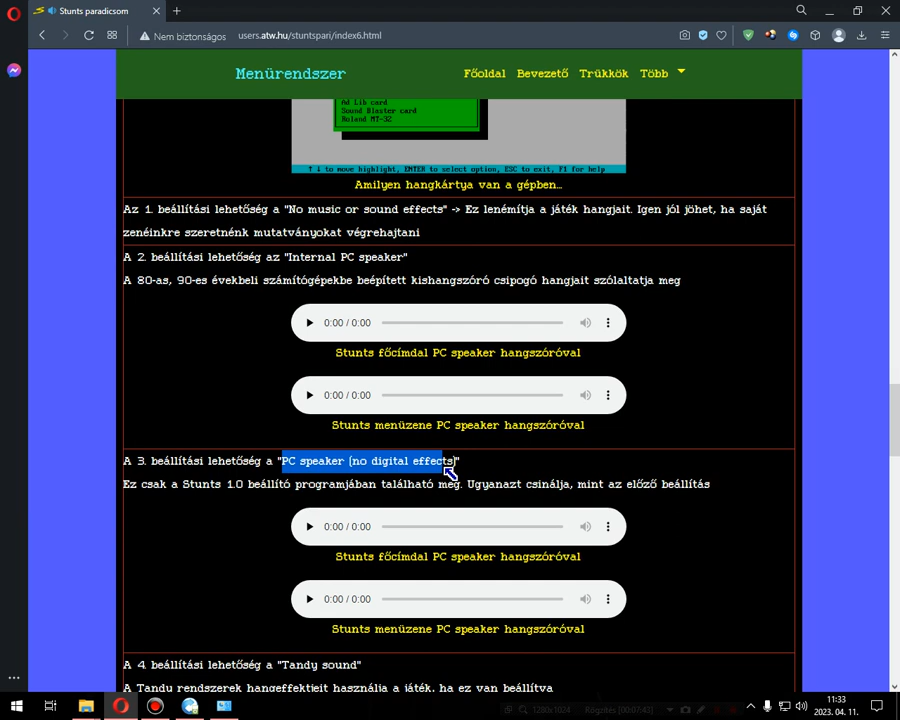 Stunts paradicsom
Nem biztonságos
users.atw.hu/stuntspari/index6.html
Menürendszer
Főoldal Bevezető Trükkök Több
Ad Lib card
Sound Blaster card
Roland MT-32
↑ ↓ to move highlight, ENTER to select option, ESC to exit, F1 for help
Amilyen hangkártya van a gépben...
Az 1. beállítási lehetőség a "No music or sound effects" -> Ez lenémítja a játék hangjait. Igen jól jöhet, ha saját
zenéinkre szeretnénk mutatványokat végrehajtani
A 2. beállítási lehetőség az "Internal PC speaker"
A 80-as, 90-es évekbeli számítógépekbe beépített kishangszóró csipogó hangjait szólaltatja meg
0:00 / 0:00
Stunts főcímdal PC speaker hangszóróval
0:00 / 0:00
Stunts menüzene PC speaker hangszóróval
A 3. beállítási lehetőség a "PC speaker (no digital effects)"
Ez csak a Stunts 1.0 beállító programjában található meg. Ugyanazt csinálja, mint az előző beállítás
0:00 / 0:00
Stunts főcímdal PC speaker hangszóróval
0:00 / 0:00
Stunts menüzene PC speaker hangszóróval
A 4. beállítási lehetőség a "Tandy sound"
A Tandy rendszerek hangeffektjeit használja a játék, ha ez van beállítva
1280x1024 Rögzítés [00:07:43]
11:33
2023. 04. 11.